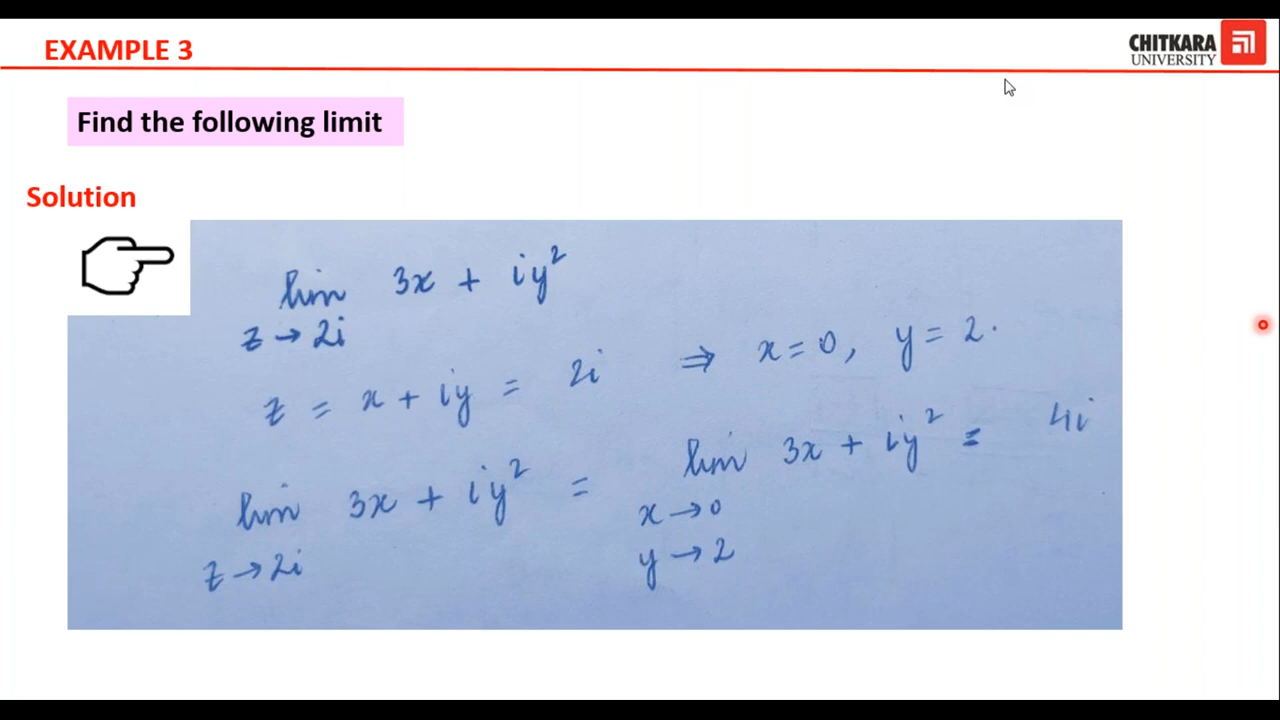 EXAMPLE 3
CHITKARA
UNIVERSITY
Find the following limit
Solution
lim 3x + iy²
z → 2i
z = x + iy = 2i ⇒ x = 0, y = 2.
lim 3x + iy² = lim 3x + iy² = 4i
z → 2i x → 0
y → 2